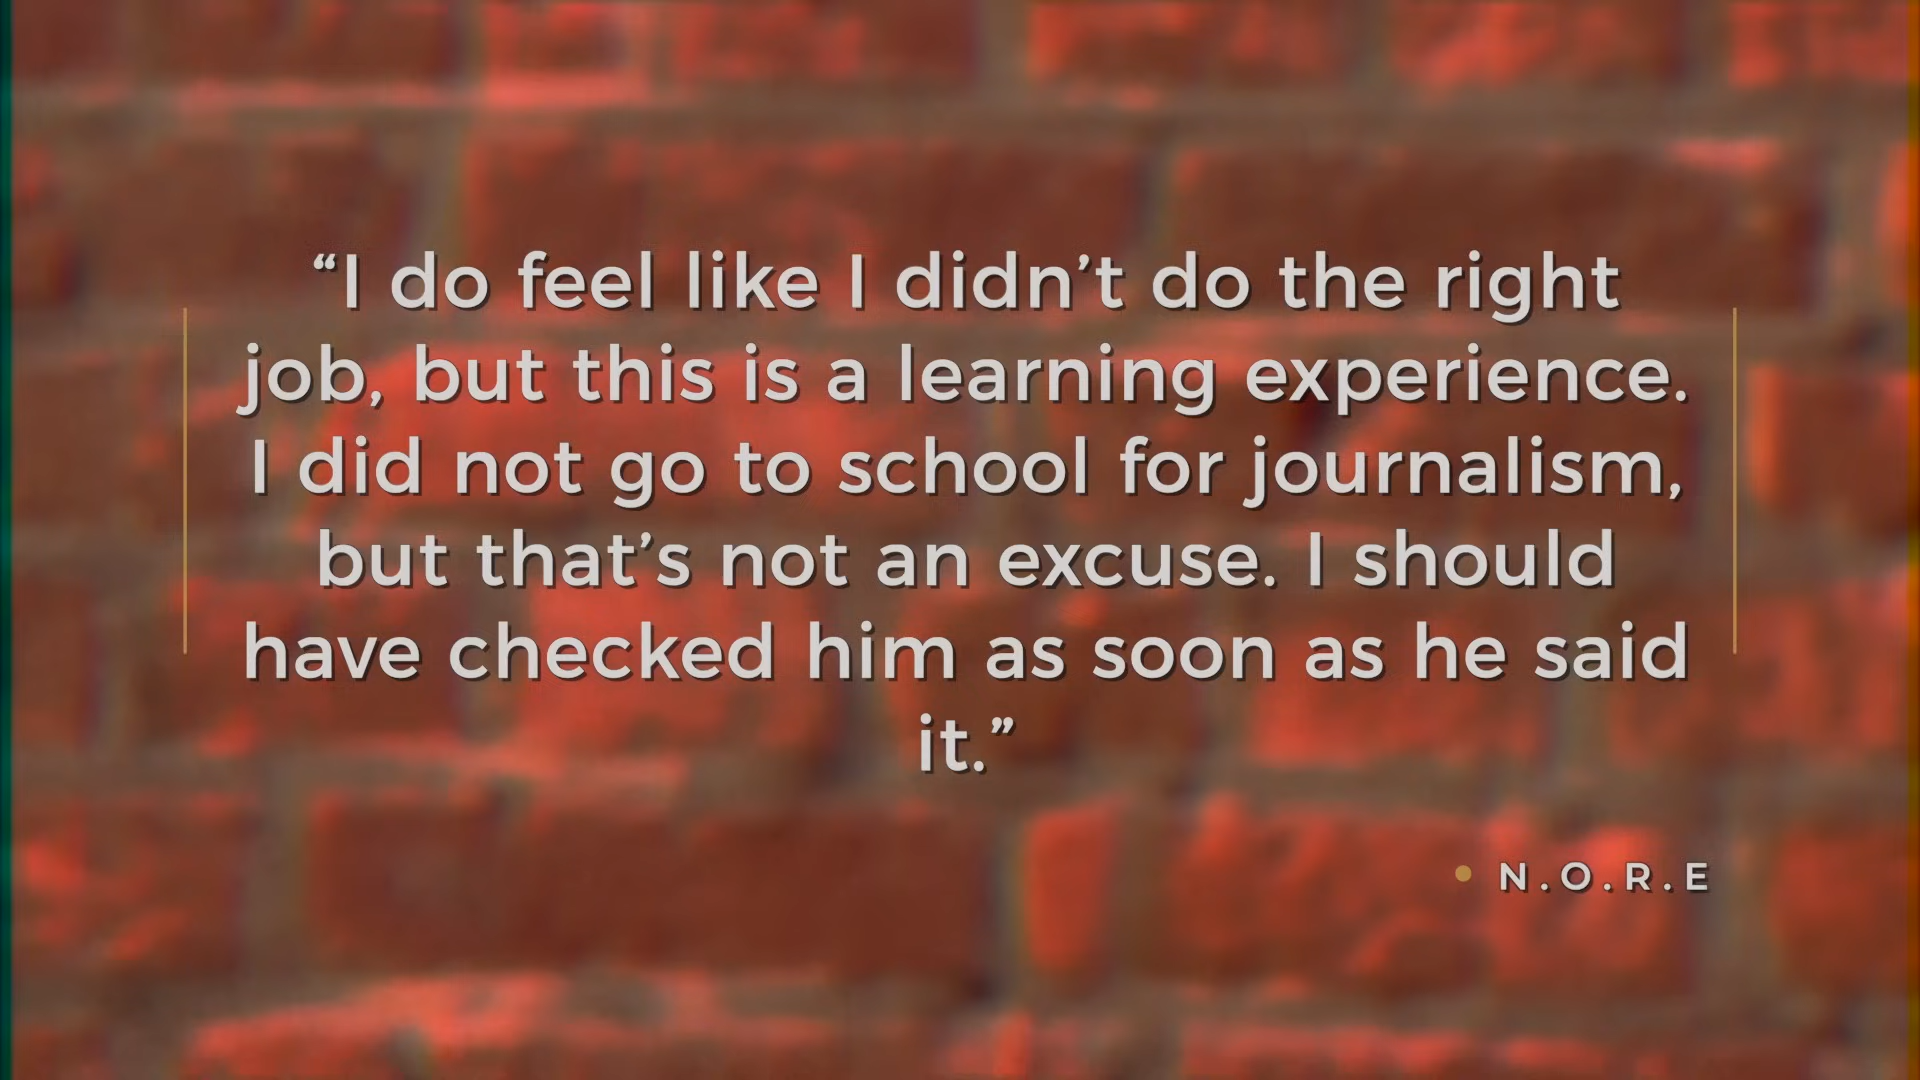 “I do feel like I didn’t do the right
job, but this is a learning experience.
I did not go to school for journalism,
but that’s not an excuse. I should
have checked him as soon as he said
it.”
• N.O.R.E